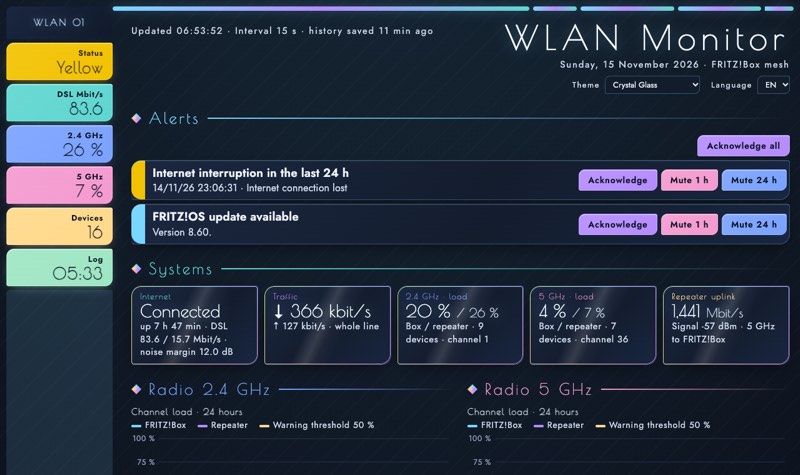 WLAN 01
Status
Yellow
DSL Mbit/s
83.6
2.4 GHz
26 %
5 GHz
7 %
Devices
16
Log
05:33
Updated 06:53:52 · Interval 15 s · history saved 11 min ago
WLAN Monitor
Sunday, 15 November 2026 · FRITZ!Box mesh
Theme Crystal Glass Language EN
Alerts
Acknowledge all
Internet interruption in the last 24 h
14/11/26 23:06:31 · Internet connection lost
Acknowledge Mute 1 h Mute 24 h
FRITZ!OS update available
Version 8.60.
Acknowledge Mute 1 h Mute 24 h
Systems
Internet
Connected
up 7 h 47 min · DSL
83.6 / 15.7 Mbit/s ·
noise margin 12.0 dB
Traffic
↓ 366 kbit/s
↑ 127 kbit/s · whole line
2.4 GHz · load
20 % / 26 %
Box / repeater · 9
devices · channel 1
5 GHz · load
4 % / 7 %
Box / repeater · 7
devices · channel 36
Repeater uplink
1,441 Mbit/s
Signal -57 dBm · 5 GHz
to FRITZ!Box
Radio 2.4 GHz
Channel load · 24 hours
FRITZ!Box Repeater Warning threshold 50 %
100 %
75 %
Radio 5 GHz
Channel load · 24 hours
FRITZ!Box Repeater Warning threshold 50 %
100 %
75 %